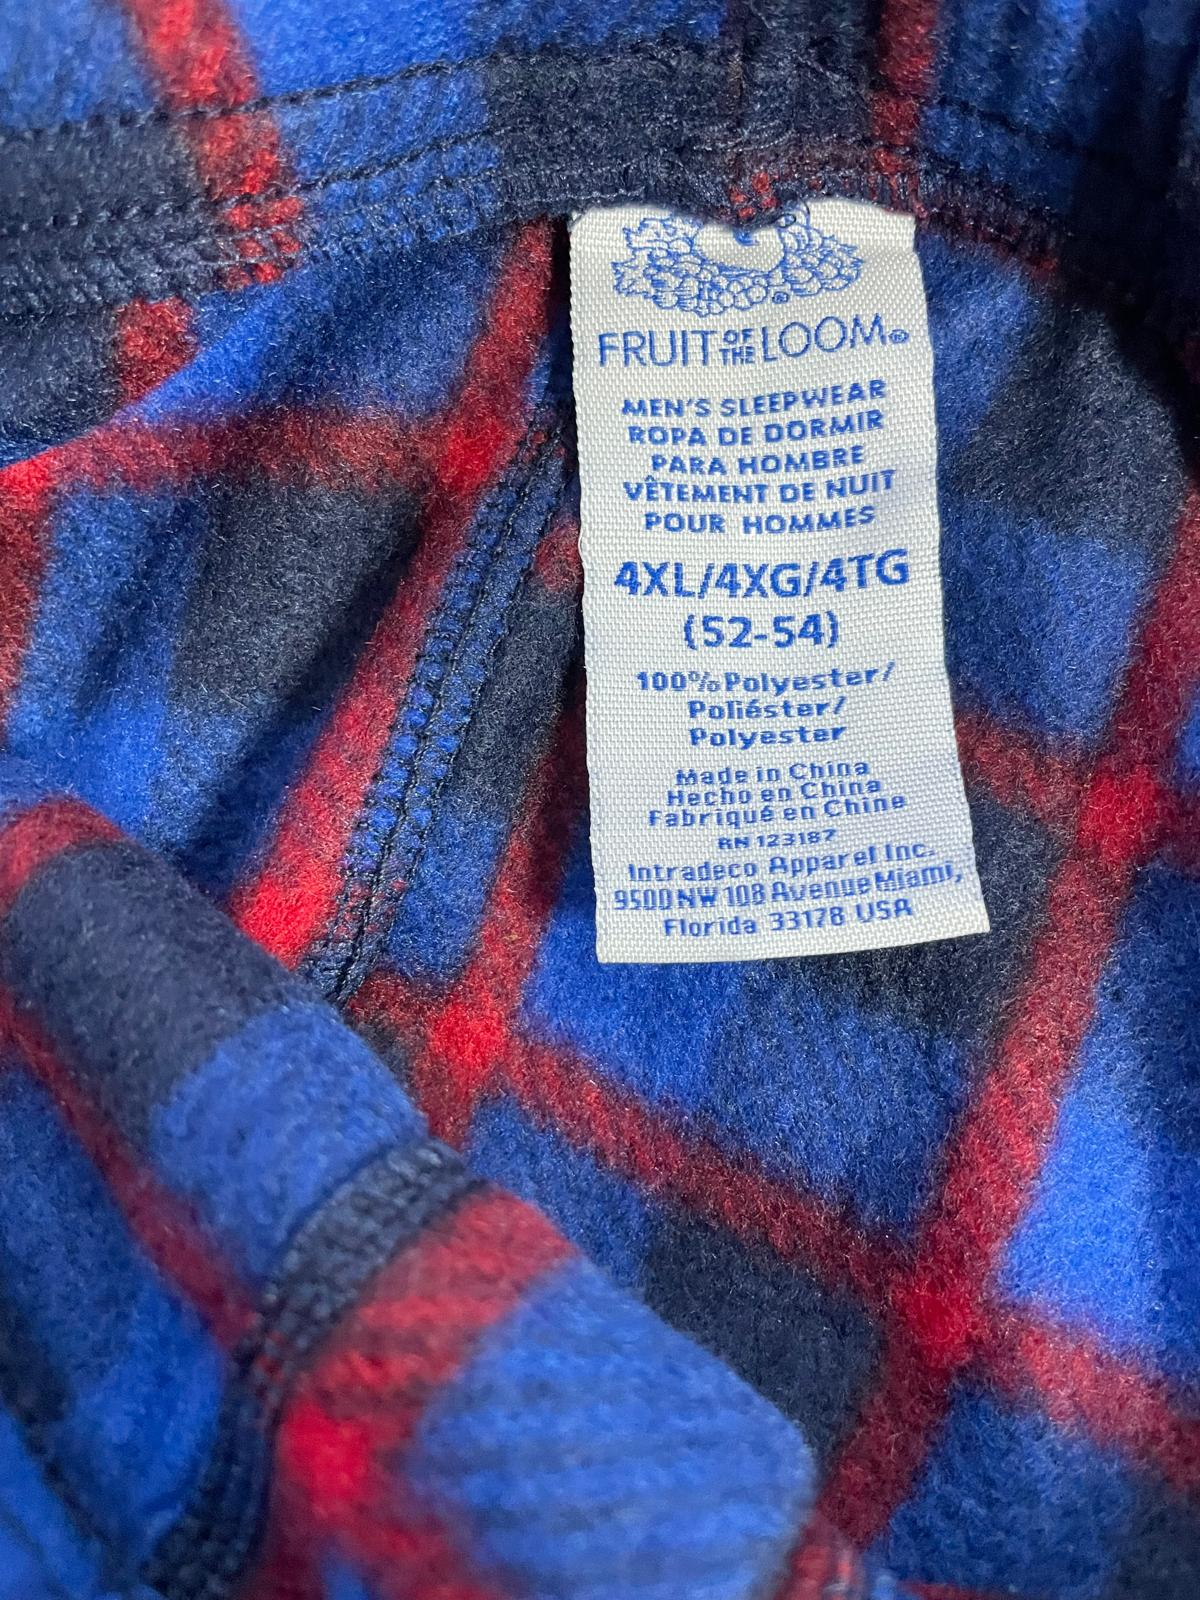 FRUIT OF THE LOOM®
MEN'S SLEEPWEAR
ROPA DE DORMIR
PARA HOMBRE
VÊTEMENT DE NUIT
POUR HOMMES
4XL/4XG/4TG
(52-54)
100% Polyester/
Poliéster/
Polyester
Made in China
Hecho en China
Fabriqué en Chine
RN 123187
Intradeco Apparel Inc.
9500 NW 108 Avenue Miami,
Florida 33178 USA